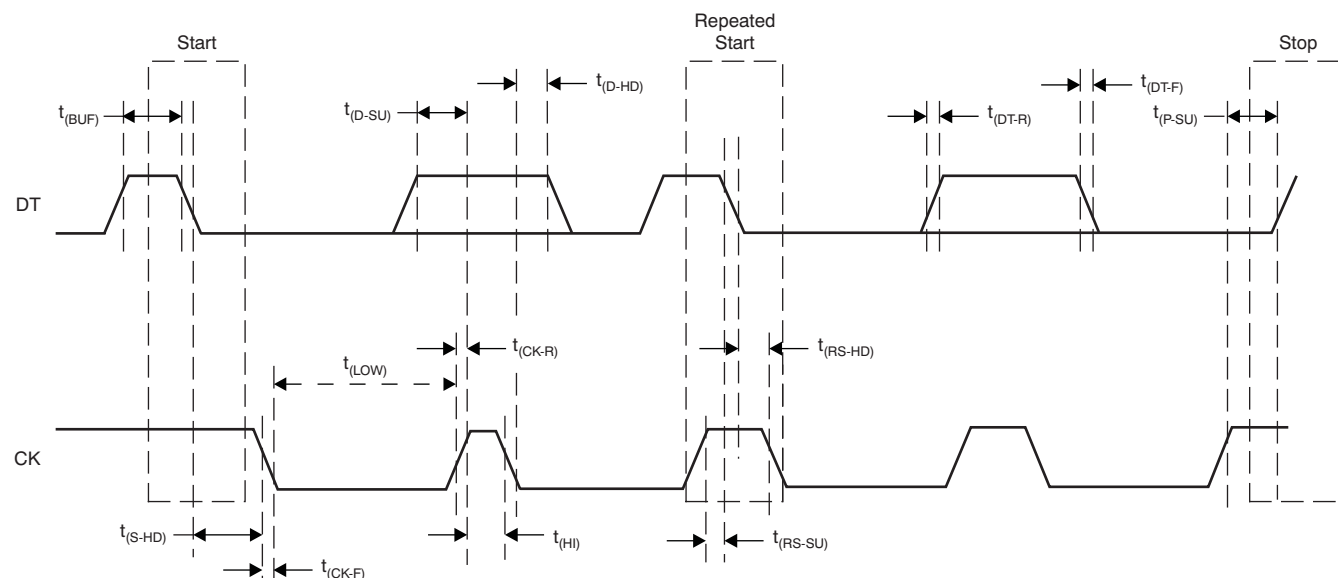 Start
Repeated
Start
Stop
t(BUF)
t(D-SU)
t(D-HD)
t(DT-R)
t(DT-F)
t(P-SU)
DT
t(LOW)
t(CK-R)
t(RS-HD)
CK
t(S-HD)
t(CK-F)
t(HI)
t(RS-SU)